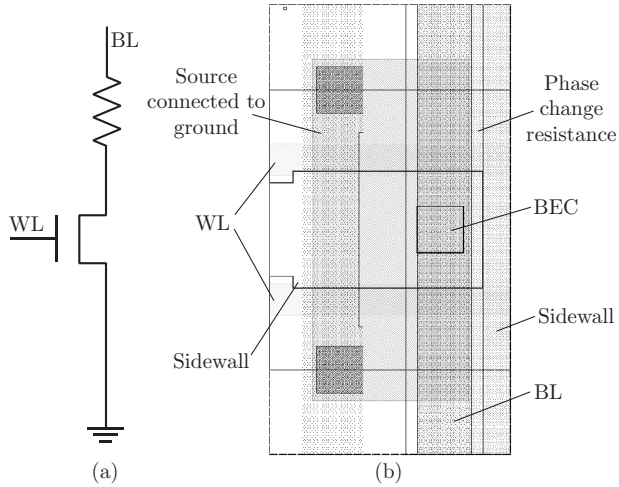 BL
WL
(a)
Source
connected to
ground
WL
Sidewall
Phase
change
resistance
BEC
Sidewall
BL
(b)